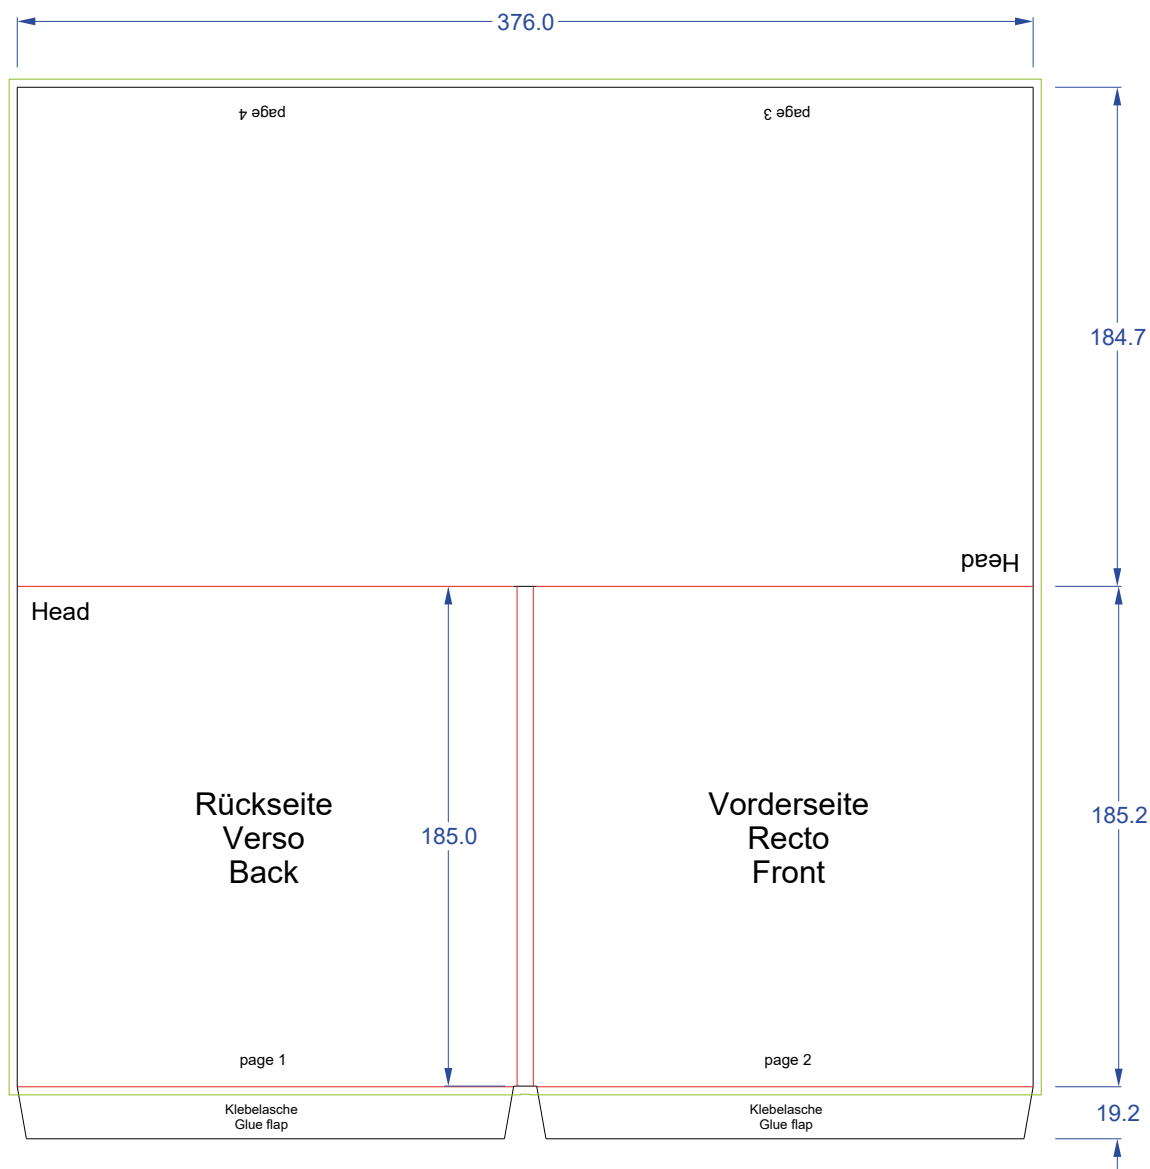 376.0
page 4
page 3
184.7
Head
Head
Rückseite
Verso
Back
185.0
Vorderseite
Recto
Front
185.2
page 1
page 2
Klebelasche
Glue flap
Klebelasche
Glue flap
19.2